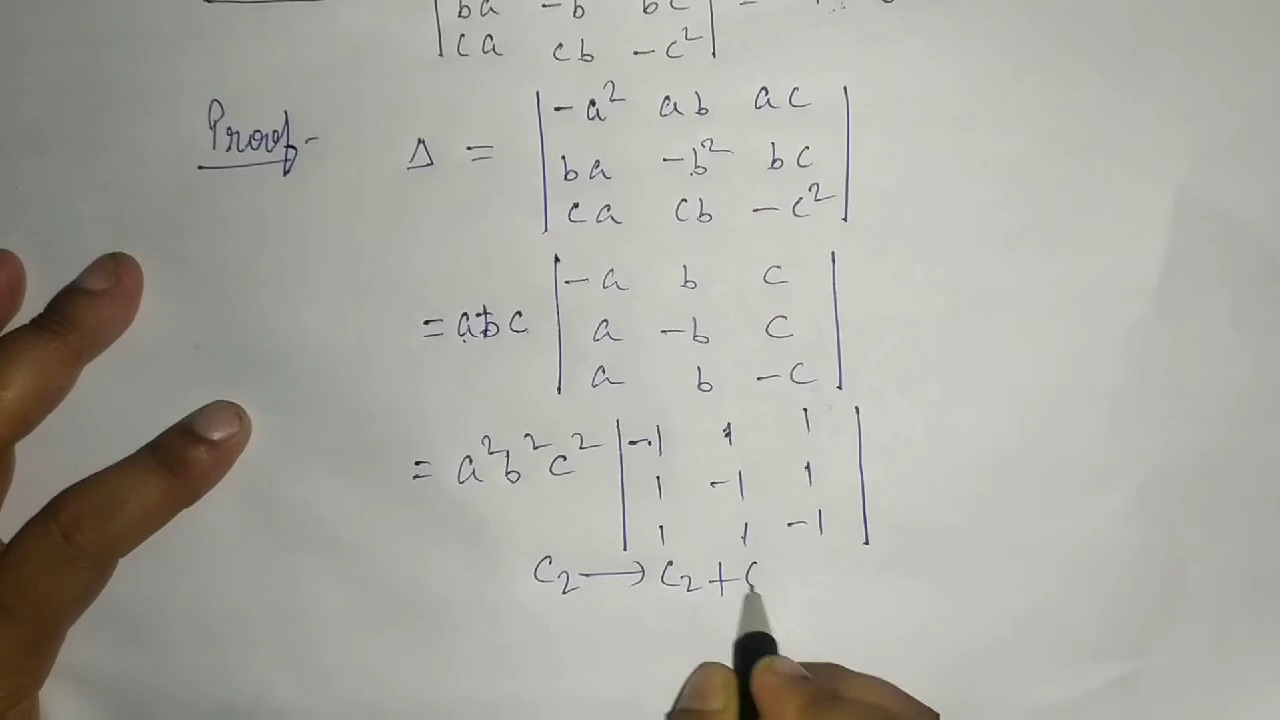 ba -b bc =
ca cb -c²
Proof- Δ = | -a² ab ac |
| ba -b² bc |
| ca cb -c² |
= abc | -a b c |
| a -b c |
| a b -c |
= a²b²c² | -1 1 1 |
| 1 -1 1 |
| 1 1 -1 |
C₂ → C₂ + C